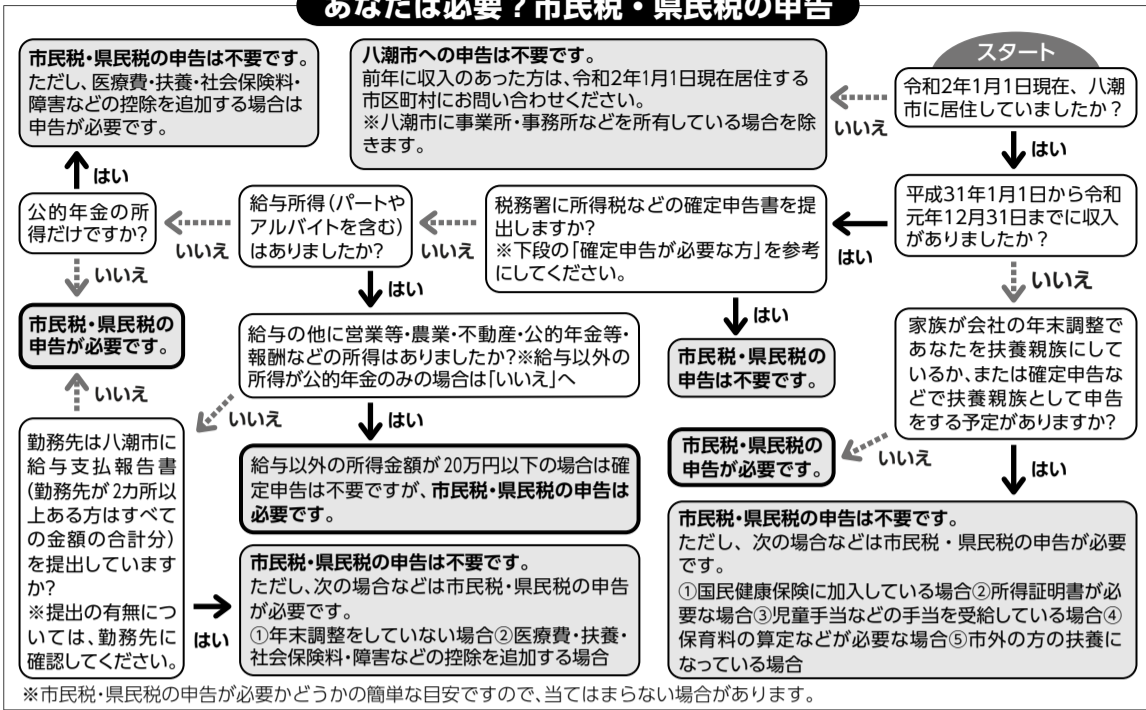 あなたは必要？市民税・県民税の申告
スタート
令和2年1月1日現在、八潮
市に居住していましたか？
いいえ
八潮市への申告は不要です。
前年に収入のあった方は、令和2年1月1日現在居住する
市区町村にお問い合わせください。
※八潮市に事業所・事務所などを所有している場合を除
きます。
はい
平成31年1月1日から令和
元年12月31日までに収入
がありましたか？
はい
税務署に所得税などの確定申告書を提
出しますか？
※下段の｢確定申告が必要な方｣を参考
にしてください。
はい
市民税・県民税の
申告は不要です。
いいえ
給与所得(パートや
アルバイトを含む)
はありましたか？
いいえ
公的年金の所
得だけですか？
はい
市民税・県民税の申告は不要です。
ただし、医療費・扶養・社会保険料・
障害などの控除を追加する場合は
申告が必要です。
いいえ
市民税・県民税の
申告が必要です。
はい
給与の他に営業等・農業・不動産・公的年金等・
報酬などの所得はありましたか？※給与以外の
所得が公的年金のみの場合は｢いいえ｣へ
はい
給与以外の所得金額が20万円以下の場合は確
定申告は不要ですが、市民税・県民税の申告は
必要です。
いいえ
勤務先は八潮市に
給与支払報告書
(勤務先が2カ所以
上ある方はすべて
の金額の合計分)
を提出しています
か？
※提出の有無につ
いては、勤務先に
確認してください。
いいえ
はい
市民税・県民税の申告は不要です。
ただし、次の場合などは市民税・県民税の申告
が必要です。
①年末調整をしていない場合②医療費・扶養・
社会保険料・障害などの控除を追加する場合
いいえ
家族が会社の年末調整で
あなたを扶養親族にして
いるか、または確定申告な
どで扶養親族として申告
をする予定がありますか？
いいえ
市民税・県民税の
申告が必要です。
はい
市民税・県民税の申告は不要です。
ただし、次の場合などは市民税・県民税の申告が必要
です。
①国民健康保険に加入している場合②所得証明書が必
要な場合③児童手当などの手当を受給している場合④
保育料の算定などが必要な場合⑤市外の方の扶養に
なっている場合
※市民税・県民税の申告が必要かどうかの簡単な目安ですので、当てはまらない場合があります。